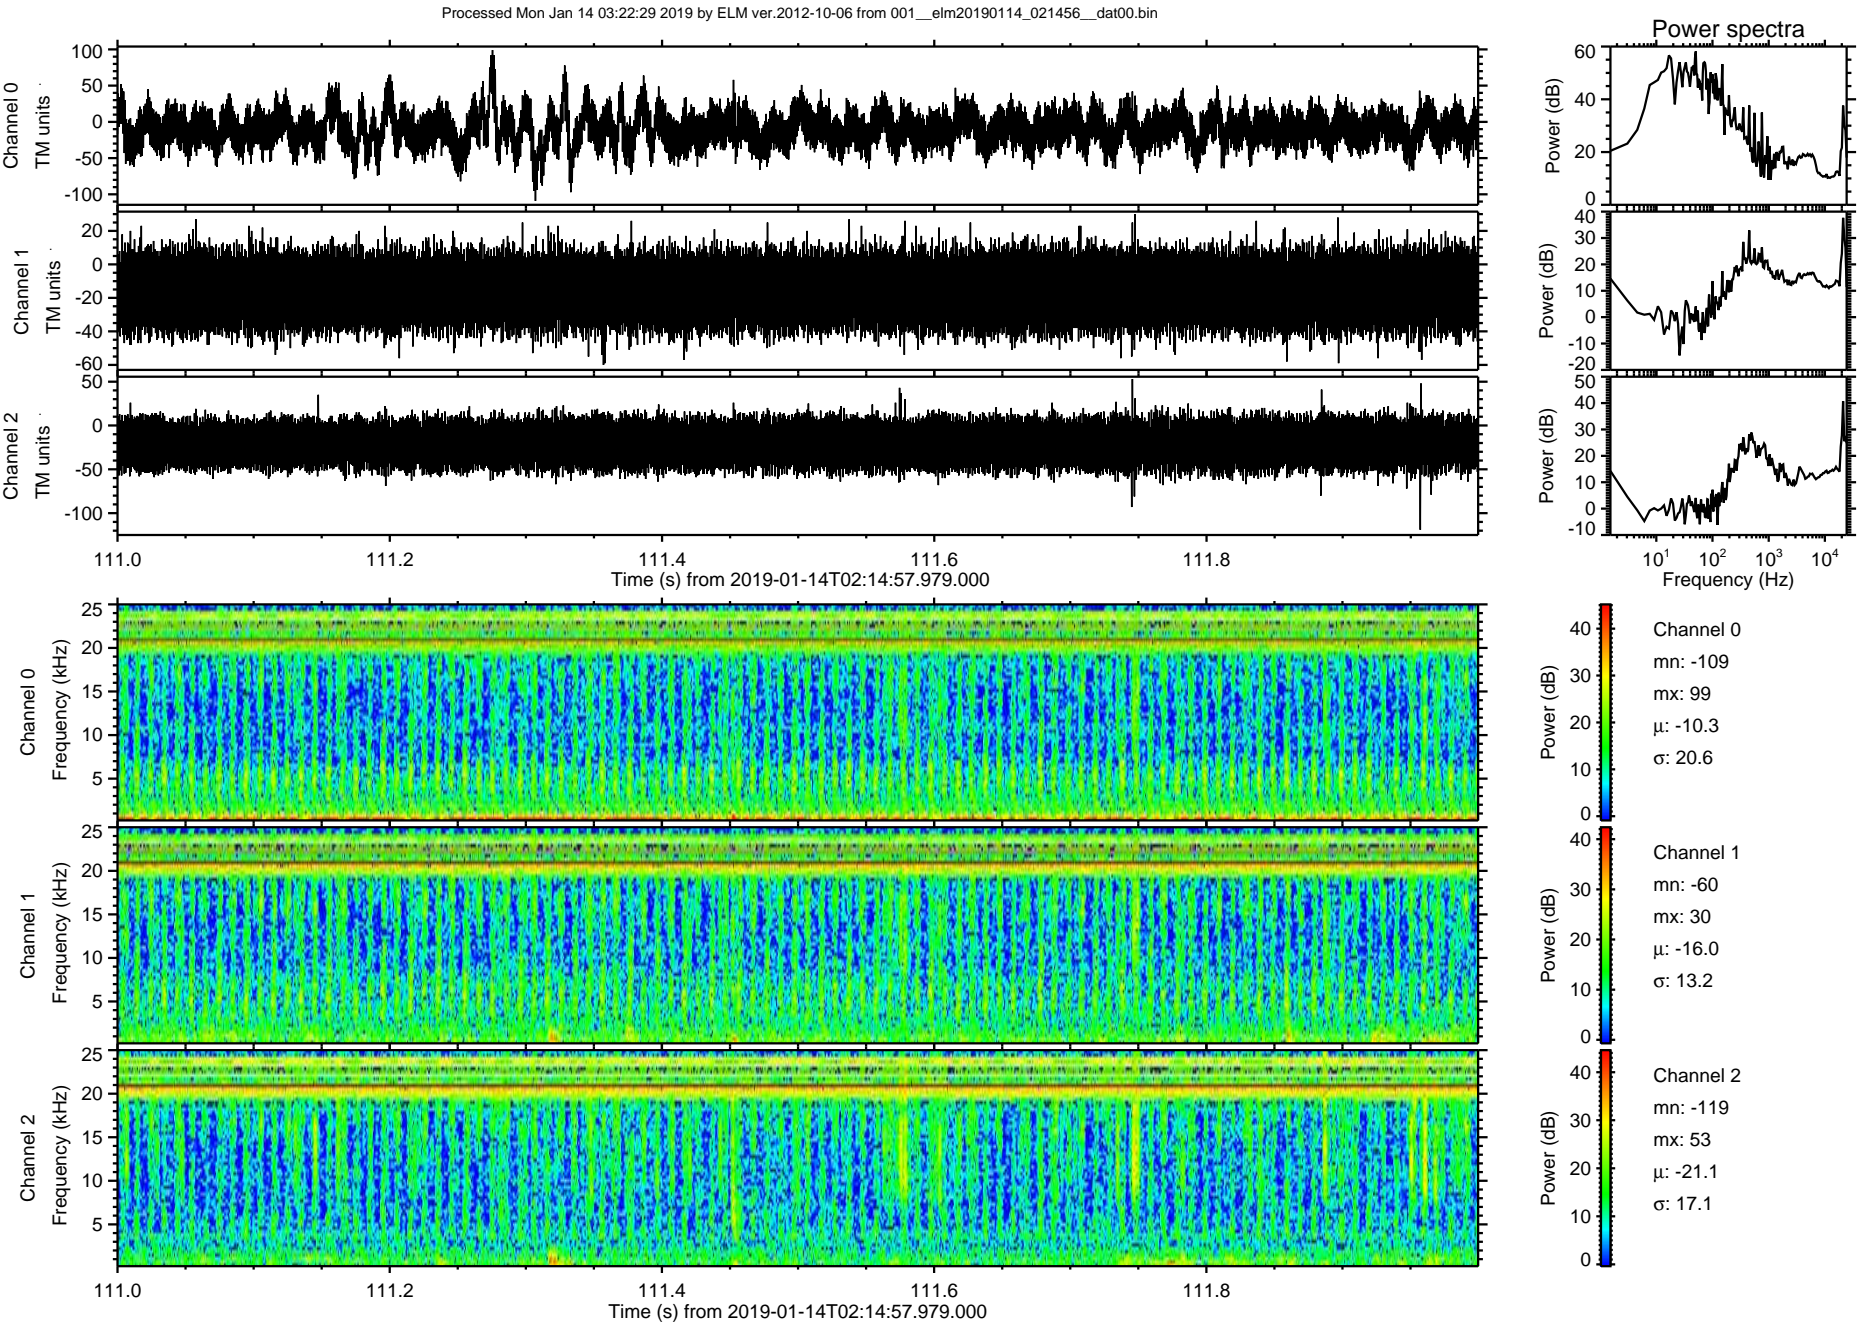 Processed Mon Jan 14 03:22:29 2019 by ELM ver.2012-10-06 from 001__elm20190114_021456__dat00.bin
Power spectra
Channel 0
TM units
100
50
0
-50
-100
Power (dB)
60
40
20
0
Channel 1
TM units
20
0
-20
-40
-60
Power (dB)
40
30
20
10
0
-10
-20
Channel 2
TM units
50
0
-50
-100
Power (dB)
50
40
30
20
10
0
-10
111.0 111.2 111.4 111.6 111.8
Time (s) from 2019-01-14T02:14:57.979.000
10¹ 10² 10³ 10⁴
Frequency (Hz)
Channel 0
Frequency (kHz)
25
20
15
10
5
Power (dB)
40
30
20
10
0
Channel 0
mn: -109
mx: 99
μ: -10.3
σ: 20.6
Channel 1
Frequency (kHz)
25
20
15
10
5
Power (dB)
40
30
20
10
0
Channel 1
mn: -60
mx: 30
μ: -16.0
σ: 13.2
Channel 2
Frequency (kHz)
25
20
15
10
5
Power (dB)
40
30
20
10
0
Channel 2
mn: -119
mx: 53
μ: -21.1
σ: 17.1
111.0 111.2 111.4 111.6 111.8
Time (s) from 2019-01-14T02:14:57.979.000